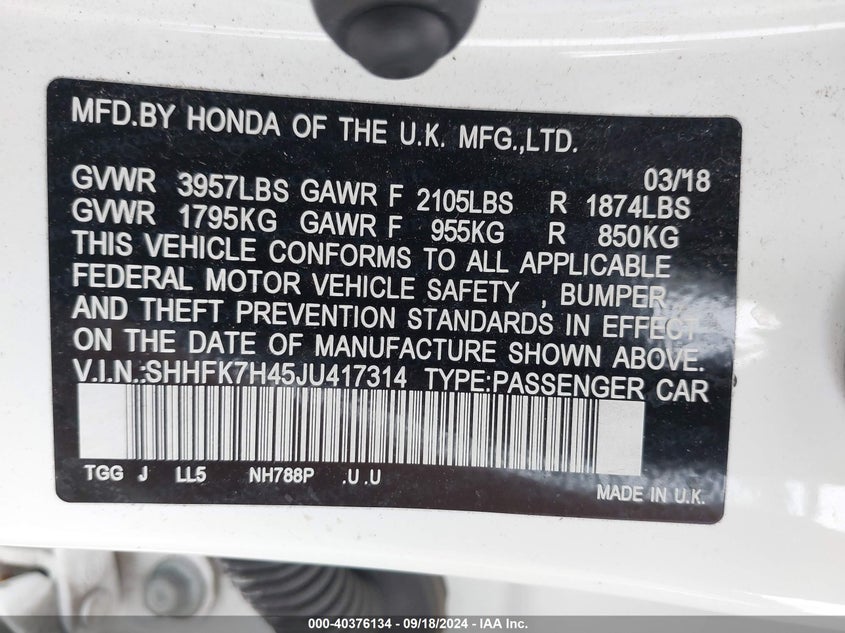 MFD.BY HONDA OF THE U.K. MFG.,LTD.
03/'18
GVWR 3957LBS GAWR F 2105LBS R 1874LBS
GVWR 1795KG GAWR F 955KG R 850KG
THIS VEHICLE CONFORMS TO ALL APPLICABLE
FEDERAL MOTOR VEHICLE SAFETY , BUMPER,
AND THEFT PREVENTION STANDARDS IN EFFECT
ON THE DATE OF MANUFACTURE SHOWN ABOVE.
V.I.N.:SHHFK7H45JU417314 TYPE:PASSENGER CAR
TGG J LL5 NH788P .U .U
MADE IN U.K.
000-40376134 - 09/18/2024 - IAA Inc.